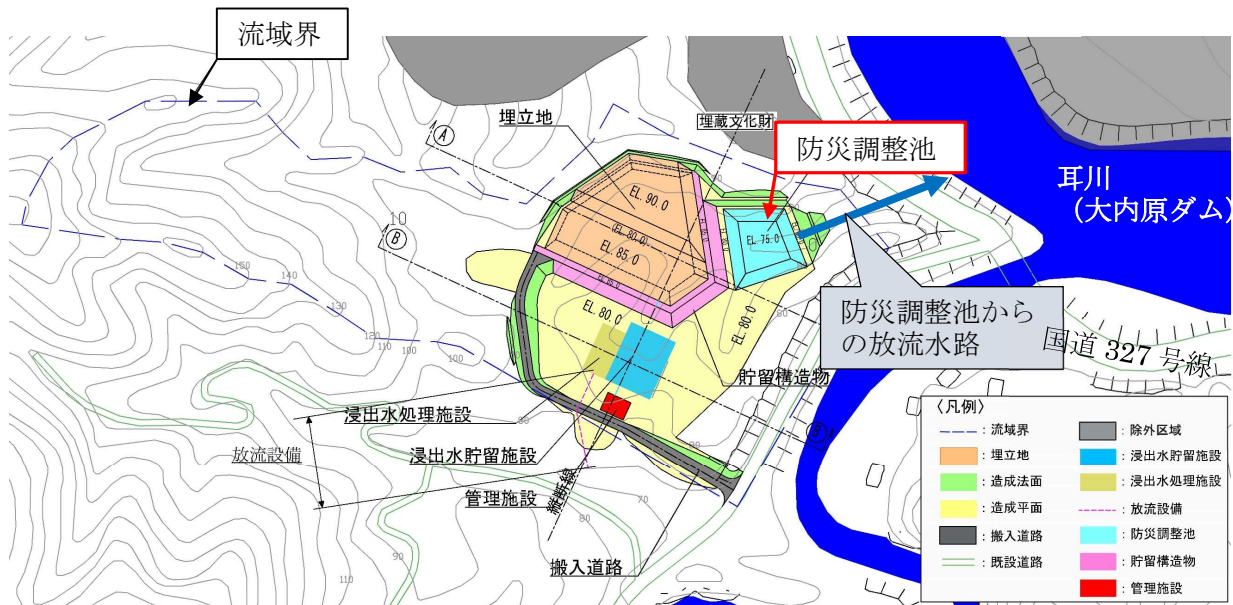 流域界
埋立地
埋蔵文化財
防災調整池
耳川
(大内原ダム)
A
10
B
EL. 90.0
(EL. 80.0)
EL. 85.0
EL. 75.0
EL. 80.0
EL. 80.0
150
140
130
120
110
100
100
防災調整池から
の放流水路
国道 327 号線
貯留構造物
浸出水処理施設
放流設備
浸出水貯留施設
管理施設
縦断線
搬入道路
80
70
80
90
110
〈凡例〉
:流域界
:除外区域
:埋立地
:浸出水貯留施設
:造成法面
:浸出水処理施設
:造成平面
:放流設備
:搬入道路
:防災調整池
:既設道路
:貯留構造物
:管理施設